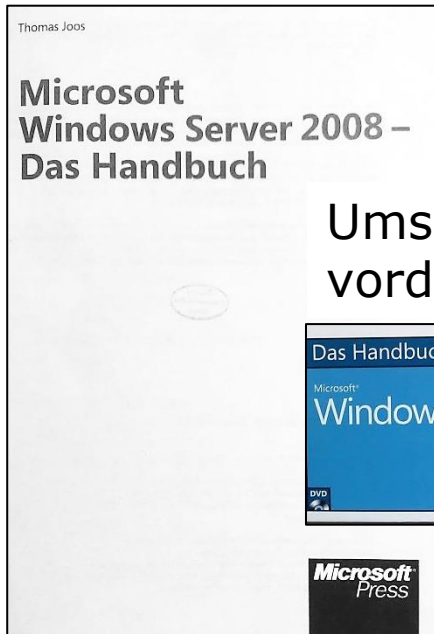 Thomas Joos
Microsoft
Windows Server 2008 –
Das Handbuch
Ums
vord
Das Handbuc
Microsoft
Window
DVD
Microsoft
Press